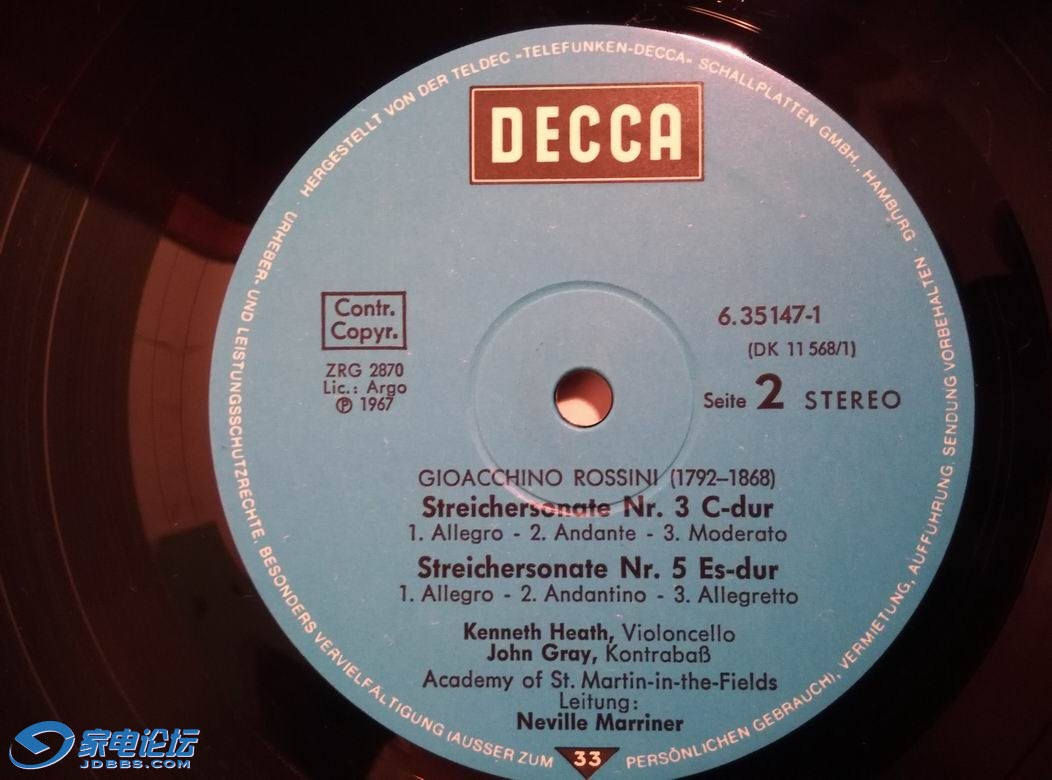 HERGESTELLT VON DER TELDEC »TELEFUNKEN-DECCA« SCHALLPLATTEN GMBH, HAMBURG · URHEBER- UND LEISTUNGSSCHUTZRECHTE, BESONDERS VERVIELFÄLTIGUNG (AUSSER ZUM PERSÖNLICHEN GEBRAUCH), VERMIETUNG, AUFFÜHRUNG, SENDUNG VORBEHALTEN ·
DECCA
Contr.
Copyr.
ZRG 2870
Lic.: Argo
℗ 1967
6.35147-1
(DK 11 568/1)
Seite 2 STEREO
GIOACCHINO ROSSINI (1792–1868)
Streichersonate Nr. 3 C-dur
1. Allegro - 2. Andante - 3. Moderato
Streichersonate Nr. 5 Es-dur
1. Allegro - 2. Andantino - 3. Allegretto
Kenneth Heath, Violoncello
John Gray, Kontrabaß
Academy of St. Martin-in-the-Fields
Leitung:
Neville Marriner
33
家电论坛
JDBBS.COM